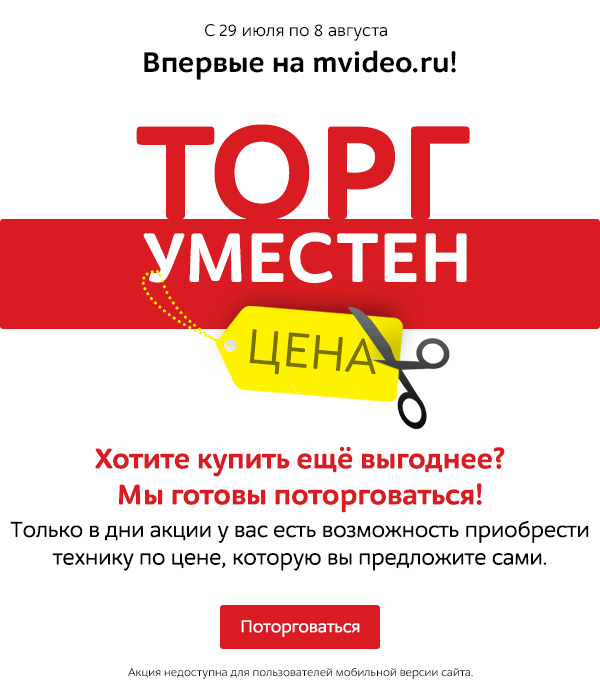 С 29 июля по 8 августа
Впервые на mvideo.ru!
ТОРГ
УМЕСТЕН
ЦЕНА
Хотите купить ещё выгоднее?
Мы готовы поторговаться!
Только в дни акции у вас есть возможность приобрести
технику по цене, которую вы предложите сами.
Поторговаться
Акция недоступна для пользователей мобильной версии сайта.